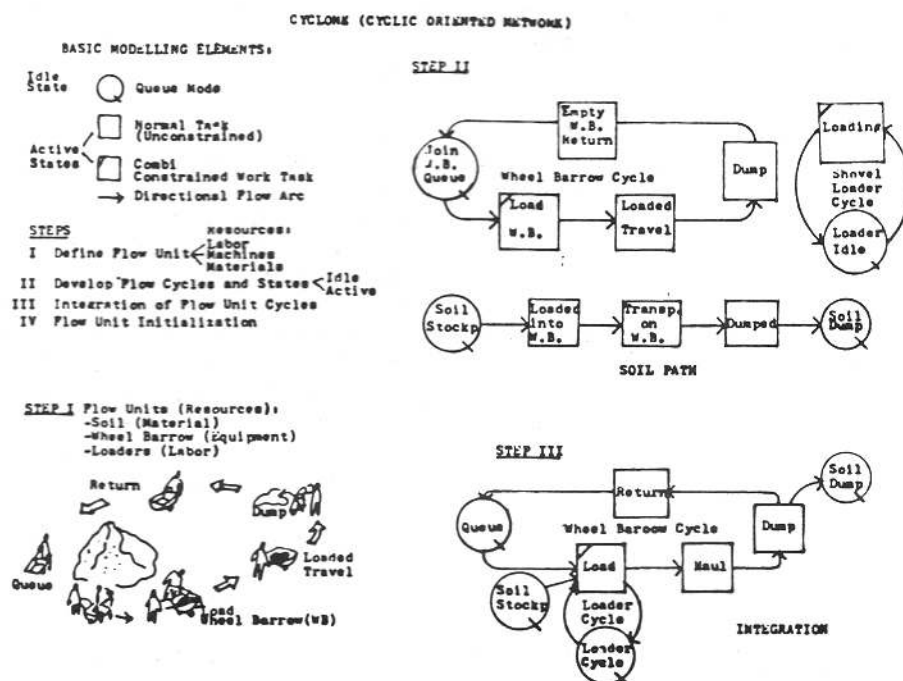 CYCLONE (CYCLIC ORIENTED NETWORK)
BASIC MODELLING ELEMENTS:
Idle
State
Queue Node
Normal Task
(Unconstrained)
Active
States
Combi
Constrained Work Task
Directional Flow Arc
STEPS
Resources:
I Define Flow Unit
Labor
Machines
Materials
II Develop Flow Cycles and States
Idle
Active
III Integration of Flow Unit Cycles
IV Flow Unit Initialization
STEP I Flow Units (Resources):
-Soil (Material)
-Wheel Barrow (Equipment)
-Loaders (Labor)
Return
Dump
Queue
Loaded
Travel
Load
Wheel Barrow(WB)
STEP II
Empty
W.B.
Return
Join
J.B.
Queue
Wheel Barrow Cycle
Dump
Load
W.B.
Loaded
Travel
Loading
Shovel
Loader
Cycle
Loader
Idle
Soil
Stockp
Loaded
into
W.B.
Transp.
on
W.B.
Dumped
Soil
Dump
SOIL PATH
STEP III
Return
Soil
Dump
Queue
Wheel Baroow Cycle
Dump
Load
Haul
Soil
Stockp
Loader
Cycle
Loader
Cycle
INTEGRATION